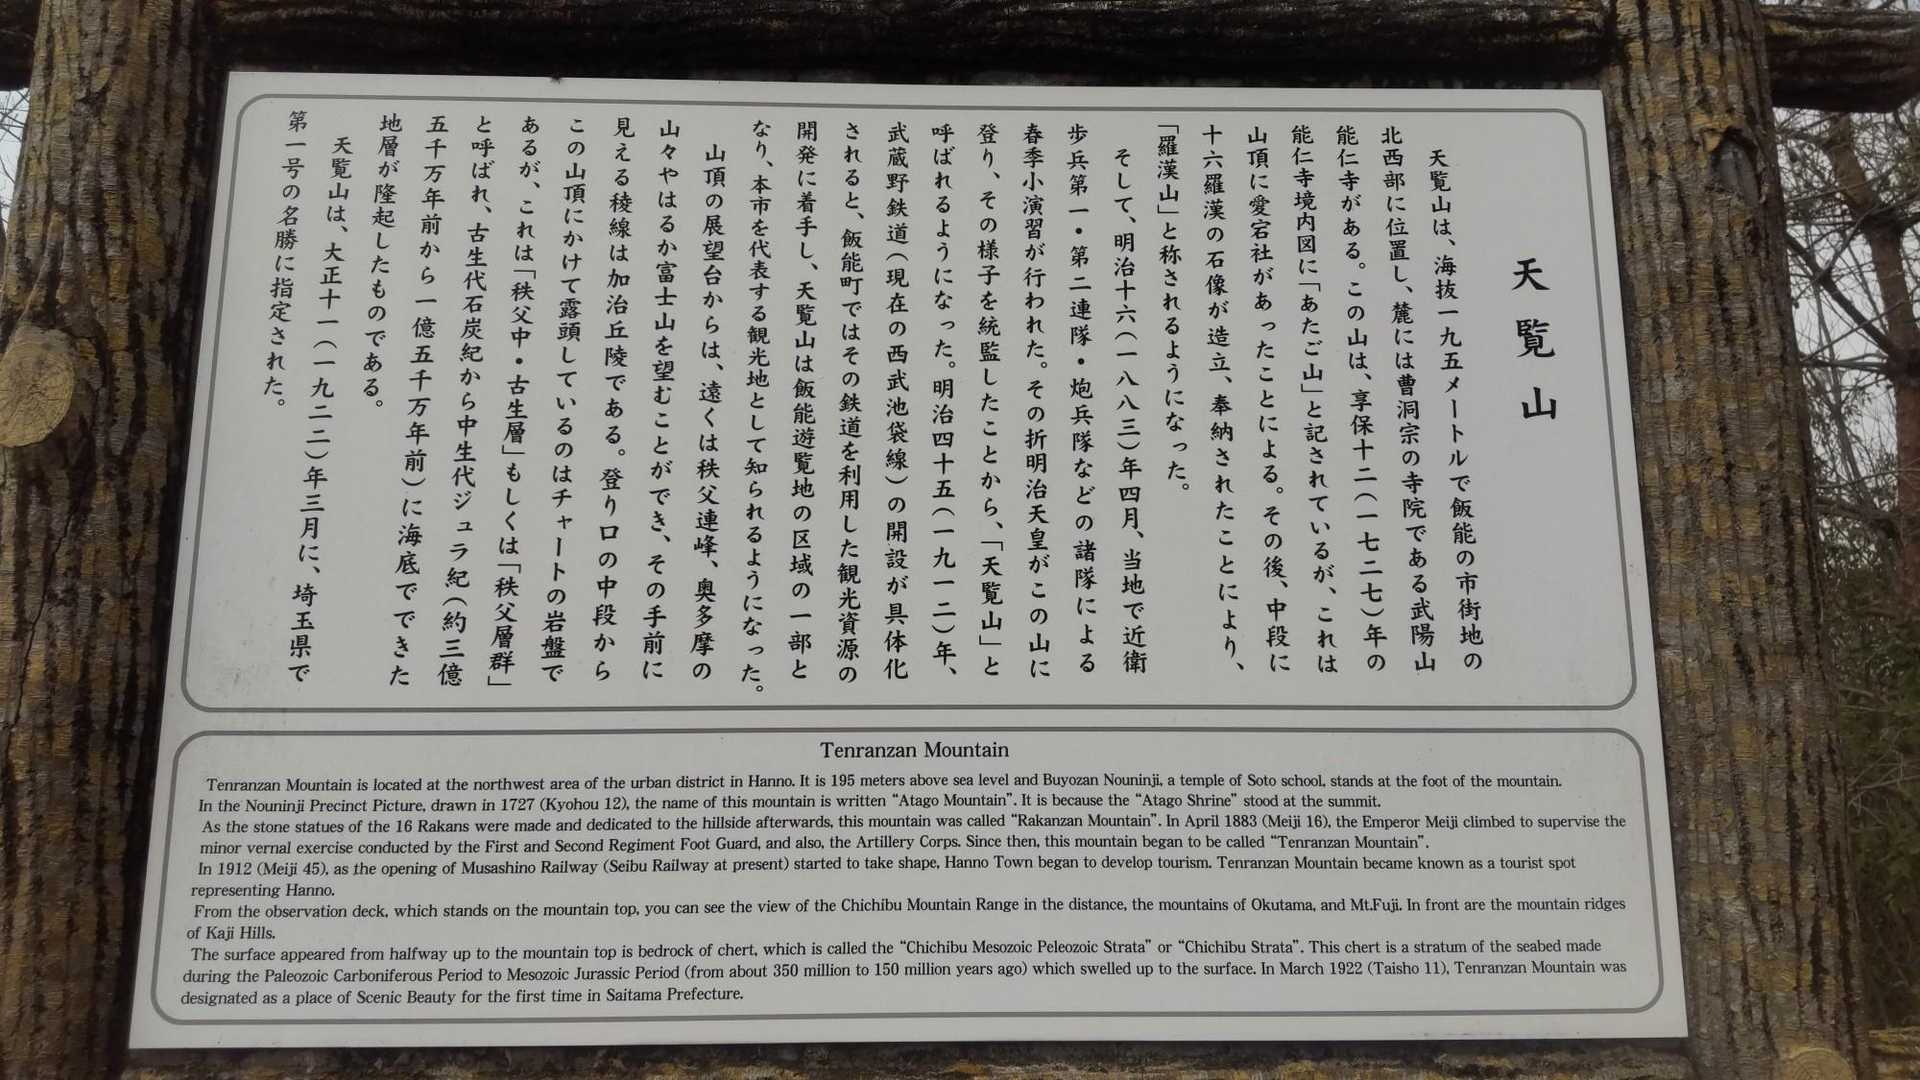 天覧山
天覧山は、海抜一九五メートルで飯能の市街地の
北西部に位置し、麓には曹洞宗の寺院である武陽山
能仁寺がある。この山は、享保十二(一七二七)年の
能仁寺境内図に「あたご山」と記されているが、これは
山頂に愛宕社があったことによる。その後、中段に
十六羅漢の石像が造立、奉納されたことにより、
「羅漢山」と称されるようになった。
そして、明治十六(一八八三)年四月、当地で近衛
歩兵第一・第二連隊・炮兵隊などの諸隊による
春季小演習が行われた。その折明治天皇がこの山に
登り、その様子を統監したことから、「天覧山」と
呼ばれるようになった。明治四十五(一九一二)年、
武蔵野鉄道(現在の西武池袋線)の開設が具体化
されると、飯能町ではその鉄道を利用した観光資源の
開発に着手し、天覧山は飯能遊覧地の区域の一部と
なり、本市を代表する観光地として知られるようになった。
山頂の展望台からは、遠くは秩父連峰、奥多摩の
山々やはるか富士山を望むことができ、その手前に
見える稜線は加治丘陵である。登り口の中段から
この山頂にかけて露頭しているのはチャートの岩盤で
あるが、これは「秩父中・古生層」もしくは「秩父層群」
と呼ばれ、古生代石炭紀から中生代ジュラ紀(約三億
五千万年前から一億五千万年前)に海底でできた
地層が隆起したものである。
天覧山は、大正十一(一九二二)年三月に、埼玉県で
第一号の名勝に指定された。
Tenranzan Mountain
Tenranzan Mountain is located at the northwest area of the urban district in Hanno. It is 195 meters above sea level and Buyozan Nouninji, a temple of Soto school, stands at the foot of the mountain.
In the Nouninji Precinct Picture, drawn in 1727 (Kyohou 12), the name of this mountain is written “Atago Mountain”. It is because the “Atago Shrine” stood at the summit.
As the stone statues of the 16 Rakans were made and dedicated to the hillside afterwards, this mountain was called “Rakanzan Mountain”. In April 1883 (Meiji 16), the Emperor Meiji climbed to supervise the
minor vernal exercise conducted by the First and Second Regiment Foot Guard, and also, the Artillery Corps. Since then, this mountain began to be called “Tenranzan Mountain”.
In 1912 (Meiji 45), as the opening of Musashino Railway (Seibu Railway at present) started to take shape, Hanno Town began to develop tourism. Tenranzan Mountain became known as a tourist spot
representing Hanno.
From the observation deck, which stands on the mountain top, you can see the view of the Chichibu Mountain Range in the distance, the mountains of Okutama, and Mt.Fuji. In front are the mountain ridges
of Kaji Hills.
The surface appeared from halfway up to the mountain top is bedrock of chert, which is called the “Chichibu Mesozoic Peleozoic Strata” or “Chichibu Strata”. This chert is a stratum of the seabed made
during the Paleozoic Carboniferous Period to Mesozoic Jurassic Period (from about 350 million to 150 million years ago) which swelled up to the surface. In March 1922 (Taisho 11), Tenranzan Mountain was
designated as a place of Scenic Beauty for the first time in Saitama Prefecture.